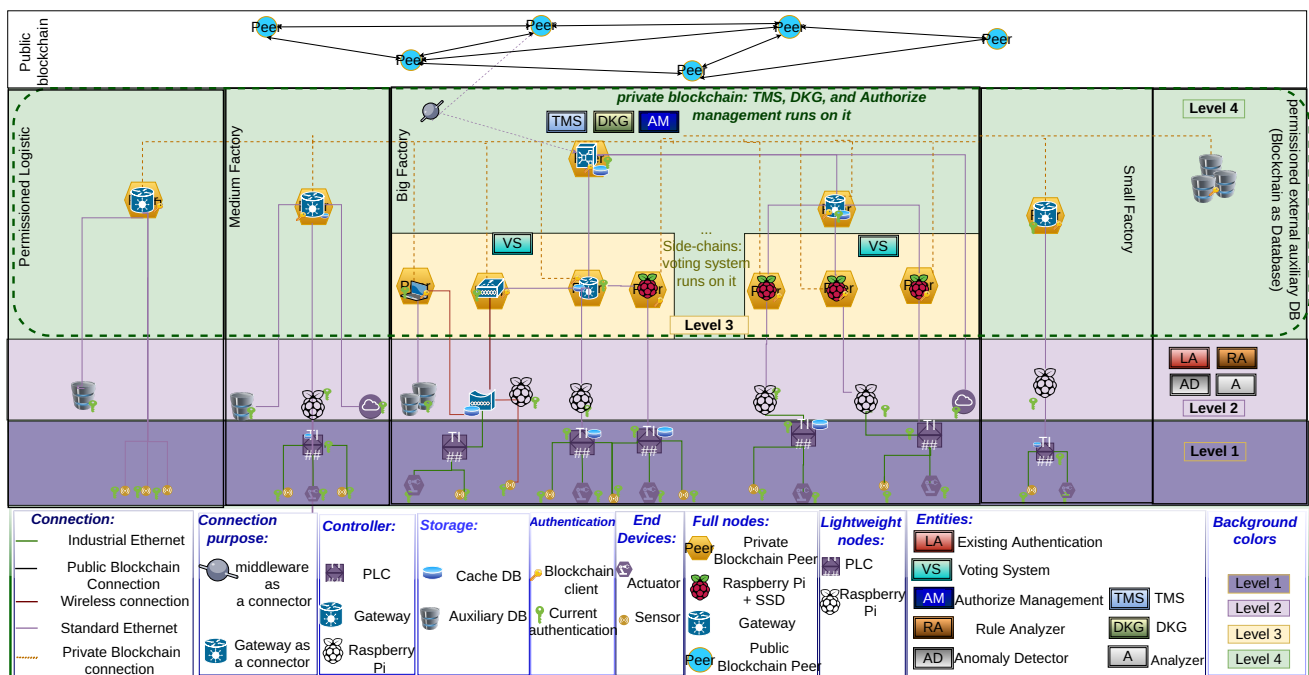 Public
blockchain
Peer
Peer
Peer
Peer
Peer
Peer
Permissioned Logistic
Medium Factory
Big Factory
private blockchain: TMS, DKG, and Authorize
management runs on it
TMS
DKG
AM
Small Factory
Level 4
permissioned external auxiliary DB
(Blockchain as Database)
VS
...
Side-chains:
voting system
runs on it
VS
Level 3
LA
RA
AD
A
Level 2
TI
##
TI
##
TI
##
TI
##
TI
##
TI
##
TI
##
Level 1
Connection:
Industrial Ethernet
Public Blockchain
Connection
Wireless connection
Standard Ethernet
Private Blockchain
connection
Connection
purpose:
middleware
as
a connector
Gateway as
a connector
Controller:
PLC
Gateway
Raspberry
Pi
Storage:
Cache DB
Auxiliary DB
Authentication
Blockchain
client
Current
authentication
End
Devices:
Actuator
Sensor
Full nodes:
Peer
Private
Blockchain Peer
Raspberry Pi
+ SSD
Gateway
Peer
Public
Blockchain Peer
Lightweight
nodes:
PLC
Raspberry
Pi
Entities:
LA
Existing Authentication
VS
Voting System
AM
Authorize Management
TMS
TMS
RA
Rule Analyzer
DKG
DKG
AD
Anomaly Detector
A
Analyzer
Background
colors
Level 1
Level 2
Level 3
Level 4